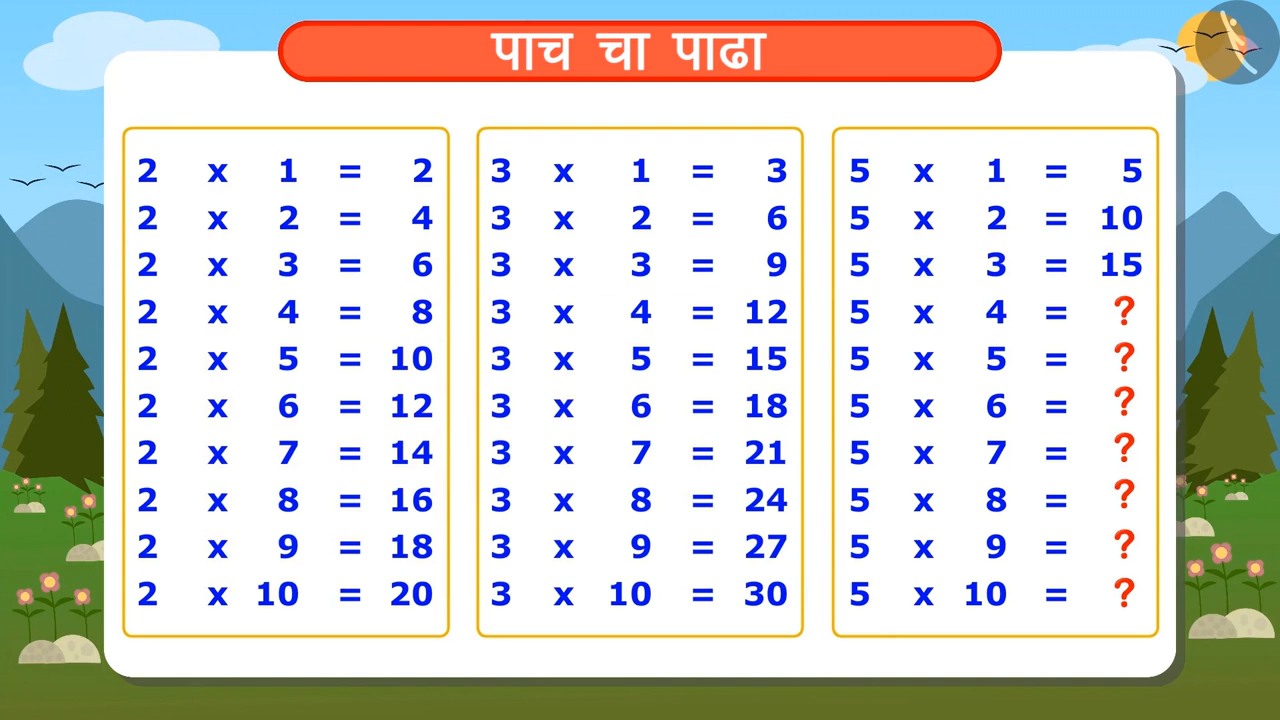 पाच चा पाढा
2 x 1 = 2
2 x 2 = 4
2 x 3 = 6
2 x 4 = 8
2 x 5 = 10
2 x 6 = 12
2 x 7 = 14
2 x 8 = 16
2 x 9 = 18
2 x 10 = 20
3 x 1 = 3
3 x 2 = 6
3 x 3 = 9
3 x 4 = 12
3 x 5 = 15
3 x 6 = 18
3 x 7 = 21
3 x 8 = 24
3 x 9 = 27
3 x 10 = 30
5 x 1 = 5
5 x 2 = 10
5 x 3 = 15
5 x 4 = ?
5 x 5 = ?
5 x 6 = ?
5 x 7 = ?
5 x 8 = ?
5 x 9 = ?
5 x 10 = ?